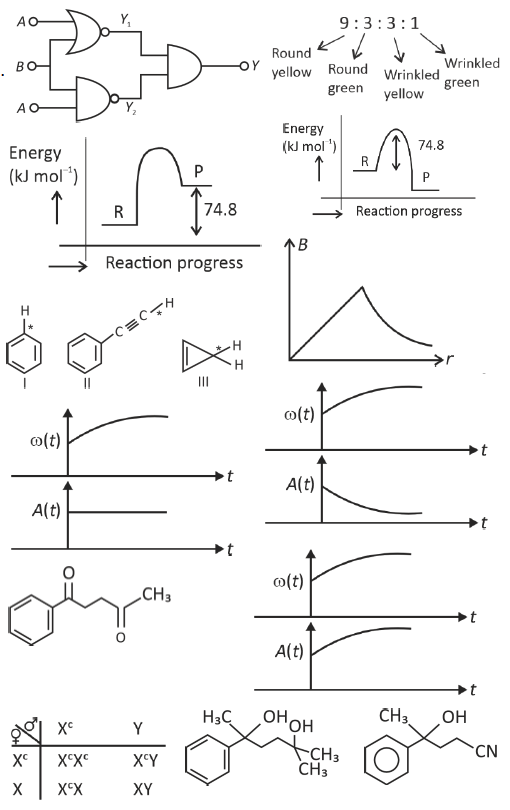 A Y₁
B Y
A Y₂
9 : 3 : 3 : 1
Round yellow
Round green
Wrinkled yellow
Wrinkled green
Energy
(kJ mol⁻¹)
R P
74.8
Reaction progress
Energy
(kJ mol⁻¹)
R
P
74.8
Reaction progress
B
r
H
*
I
C≡C H
*
II
* H
H
III
ω(t)
t
A(t)
t
ω(t)
t
A(t)
t
ω(t)
t
A(t)
t
O
CH₃
O
♀ ♂ Xᶜ Y
Xᶜ XᶜXᶜ XᶜY
X XᶜX XY
H₃C OH
OH
CH₃
CH₃
CH₃ OH
CN